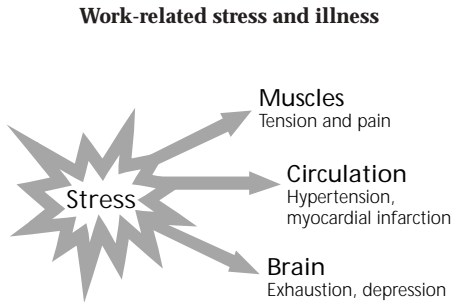 Work-related stress and illness
Muscles
Tension and pain
Stress
Circulation
Hypertension,
myocardial infarction
Brain
Exhaustion, depression